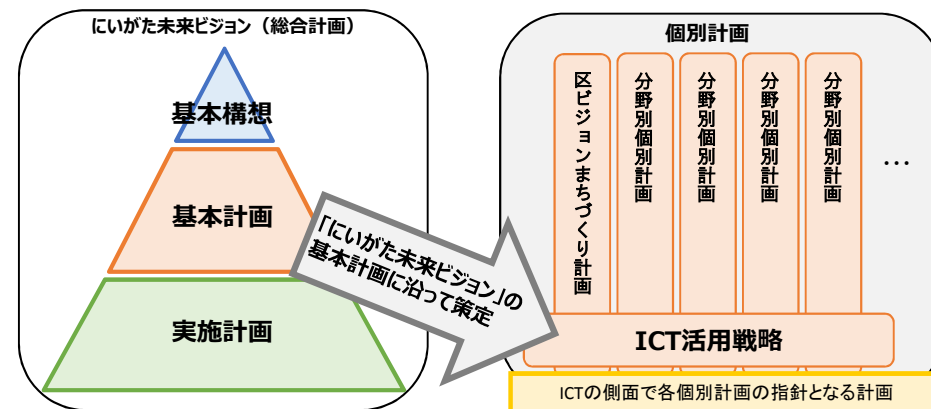 にいがた未来ビジョン（総合計画）
基本構想
基本計画
実施計画
「にいがた未来ビジョン」の
基本計画に沿って策定
個別計画
区ビジョンまちづくり計画
分野別個別計画
分野別個別計画
分野別個別計画
分野別個別計画
…
ICT活用戦略
ICTの側面で各個別計画の指針となる計画